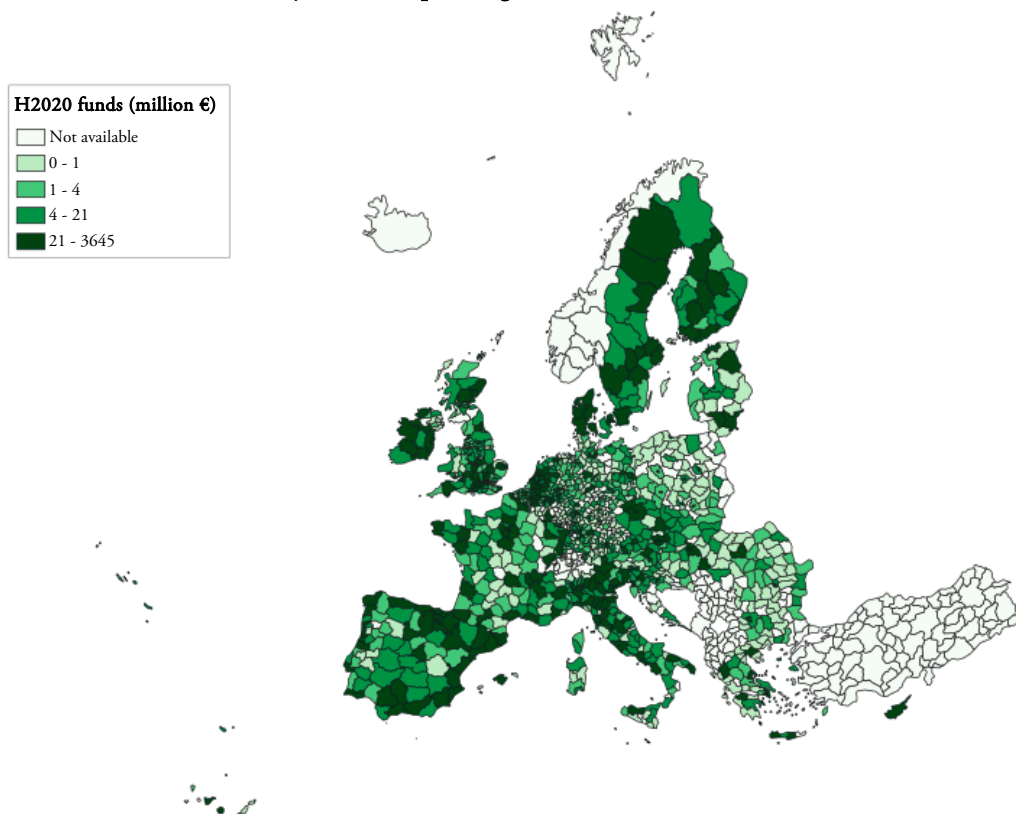 H2020 funds (million €)
Not available
0 - 1
1 - 4
4 - 21
21 - 3645